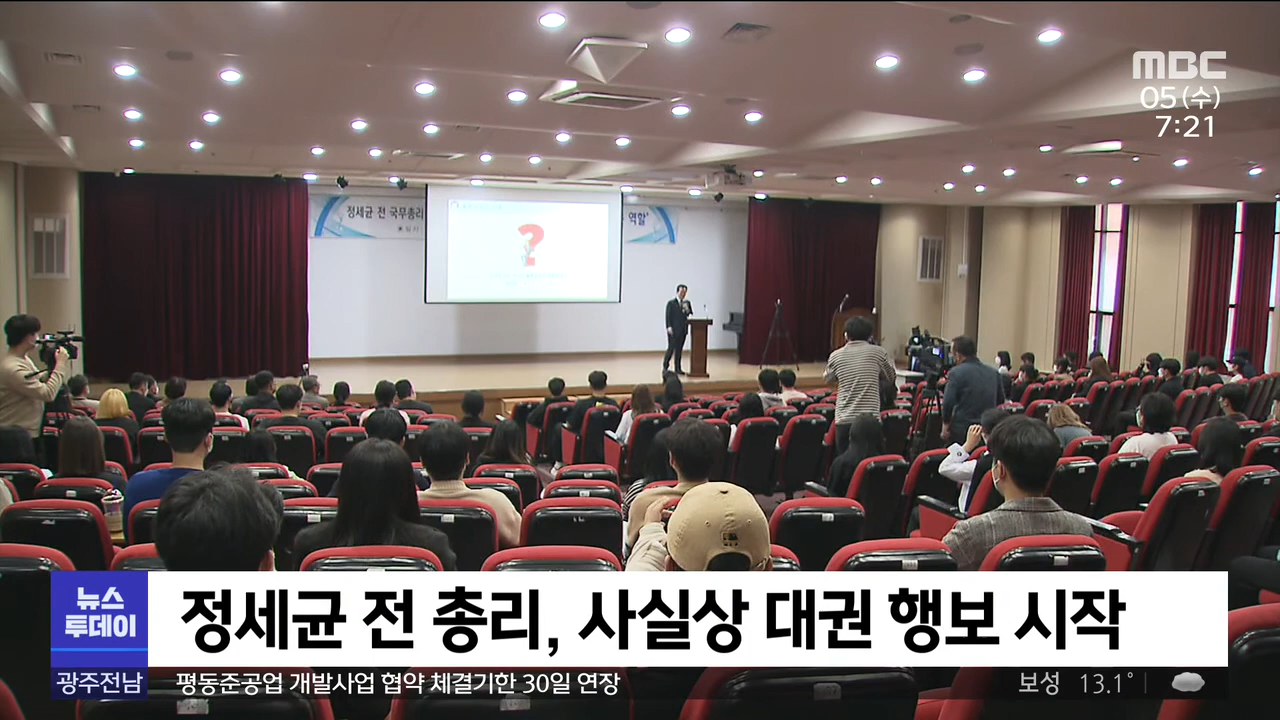 MBC
05(수)
7:21
정세균 전 국무총리
역할'
?
뉴스
투데이
정세균 전 총리, 사실상 대권 행보 시작
광주전남
평동준공업 개발사업 협약 체결기한 30일 연장
보성 13.1°